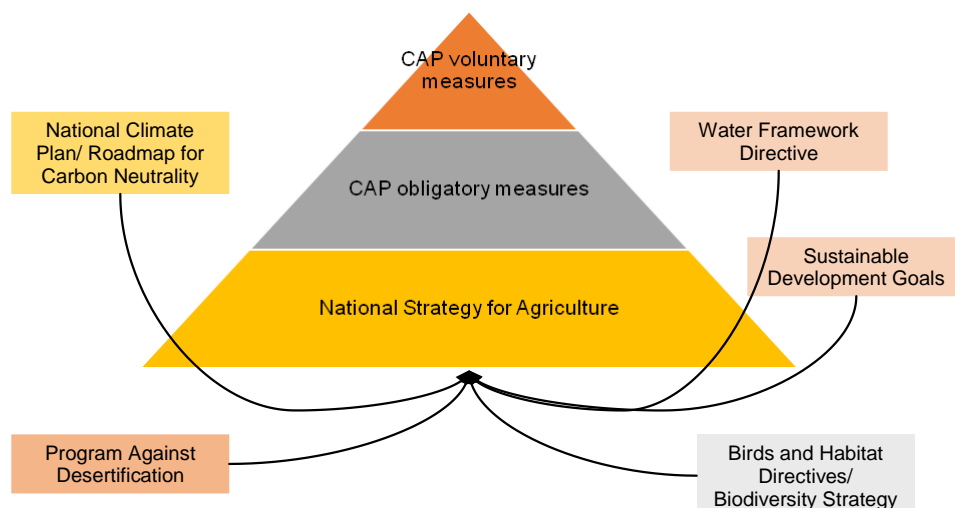 CAP voluntary
measures
National Climate
Plan/ Roadmap for
Carbon Neutrality
Water Framework
Directive
CAP obligatory measures
Sustainable
Development Goals
National Strategy for Agriculture
Program Against
Desertification
Birds and Habitat
Directives/
Biodiversity Strategy